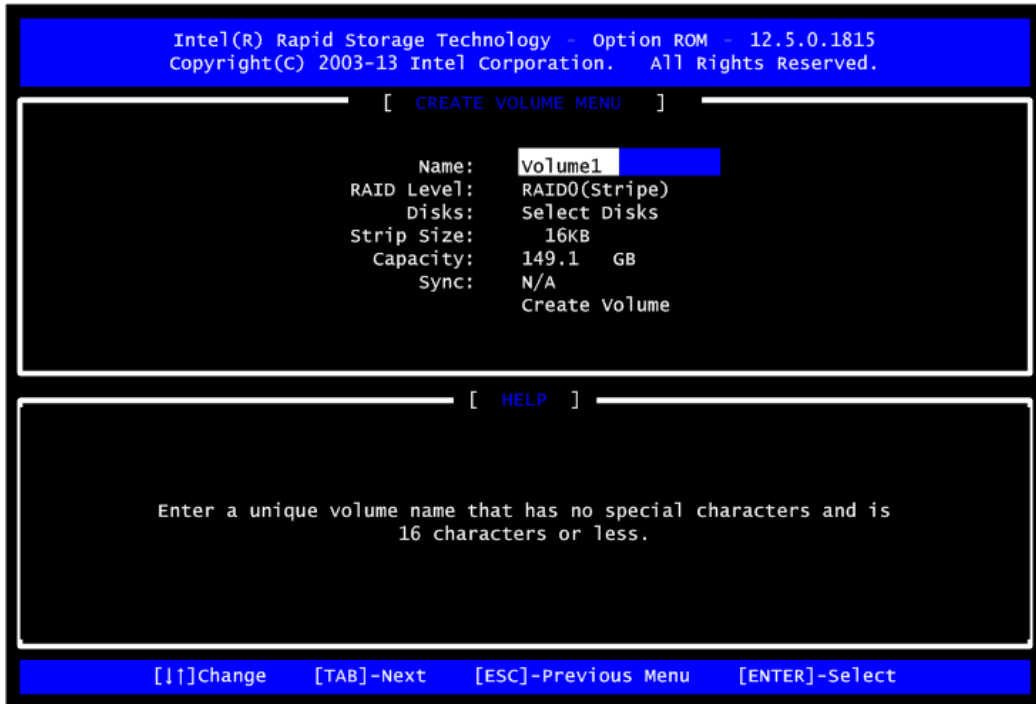 Intel(R) Rapid Storage Technology - Option ROM - 12.5.0.1815
Copyright(C) 2003-13 Intel Corporation. All Rights Reserved.
[ CREATE VOLUME MENU ]
Name: Volume1
RAID Level: RAID0(Stripe)
Disks: Select Disks
Strip Size: 16KB
Capacity: 149.1 GB
Sync: N/A
Create Volume
[ HELP ]
Enter a unique volume name that has no special characters and is
16 characters or less.
[↓↑]Change [TAB]-Next [ESC]-Previous Menu [ENTER]-Select